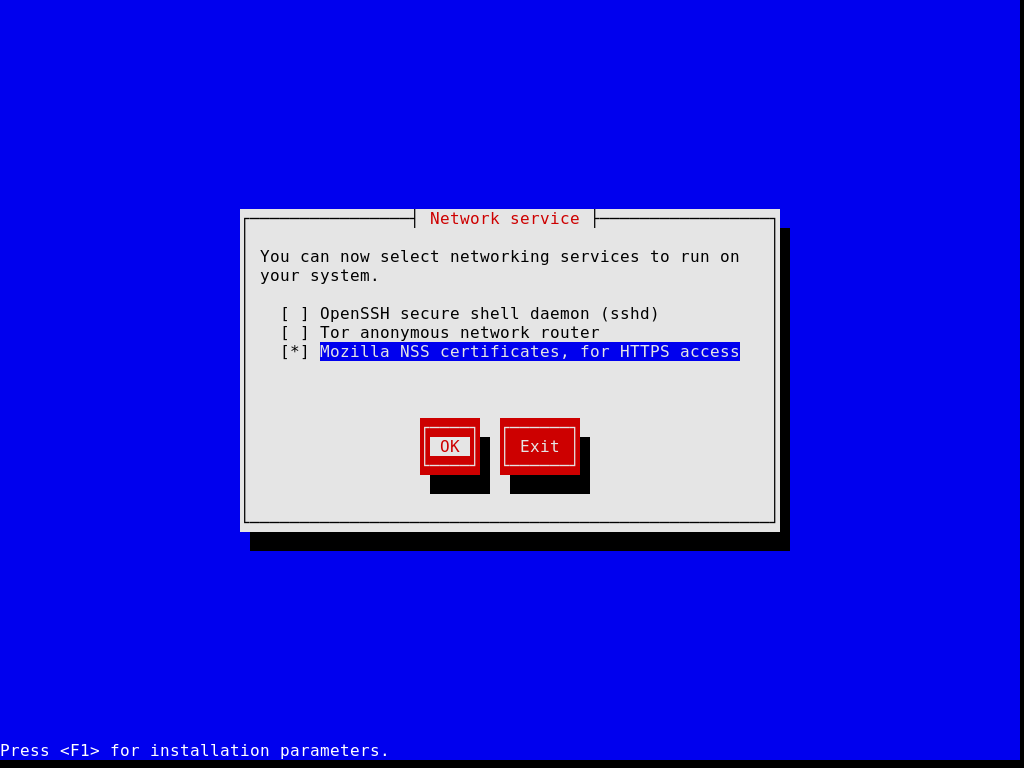 Network service
You can now select networking services to run on
your system.
[ ] OpenSSH secure shell daemon (sshd)
[ ] Tor anonymous network router
[*] Mozilla NSS certificates, for HTTPS access
OK Exit
Press <F1> for installation parameters.